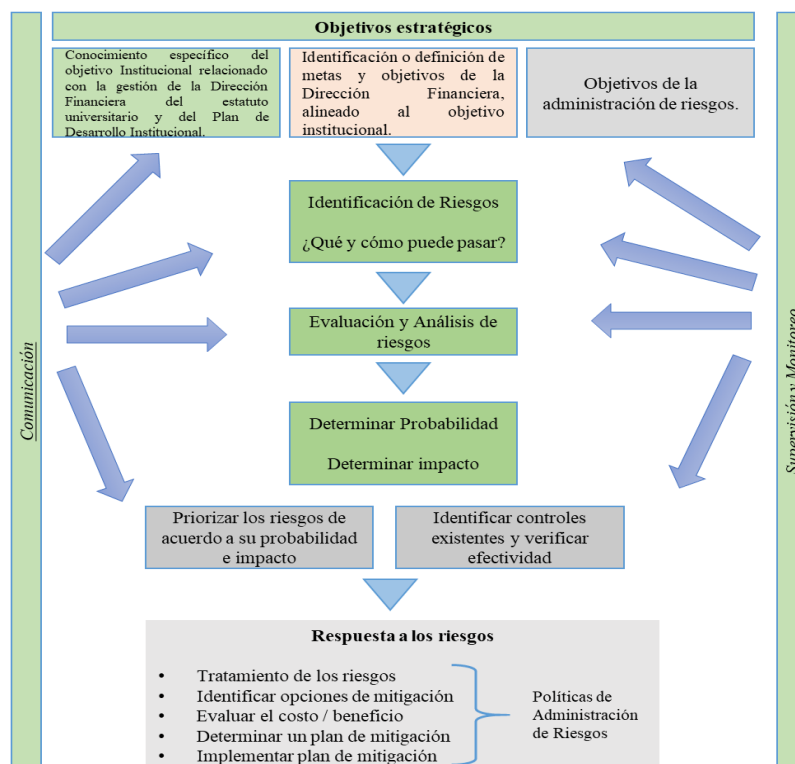 Objetivos estratégicos
Conocimiento específico del
objetivo Institucional relacionado
con la gestión de la Dirección
Financiera del estatuto
universitario y del Plan de
Desarrollo Institucional.
Identificación o definición de
metas y objetivos de la
Dirección Financiera,
alineado al objetivo
institucional.
Objetivos de la
administración de riesgos.
Identificación de Riesgos
¿Qué y cómo puede pasar?
Evaluación y Análisis de
riesgos
Determinar Probabilidad
Determinar impacto
Priorizar los riesgos de
acuerdo a su probabilidad
e impacto
Identificar controles
existentes y verificar
efectividad
Respuesta a los riesgos
• Tratamiento de los riesgos
• Identificar opciones de mitigación
• Evaluar el costo / beneficio
• Determinar un plan de mitigación
• Implementar plan de mitigación
Políticas de
Administración
de Riesgos
Comunicación
Supervisión y Monitoreo